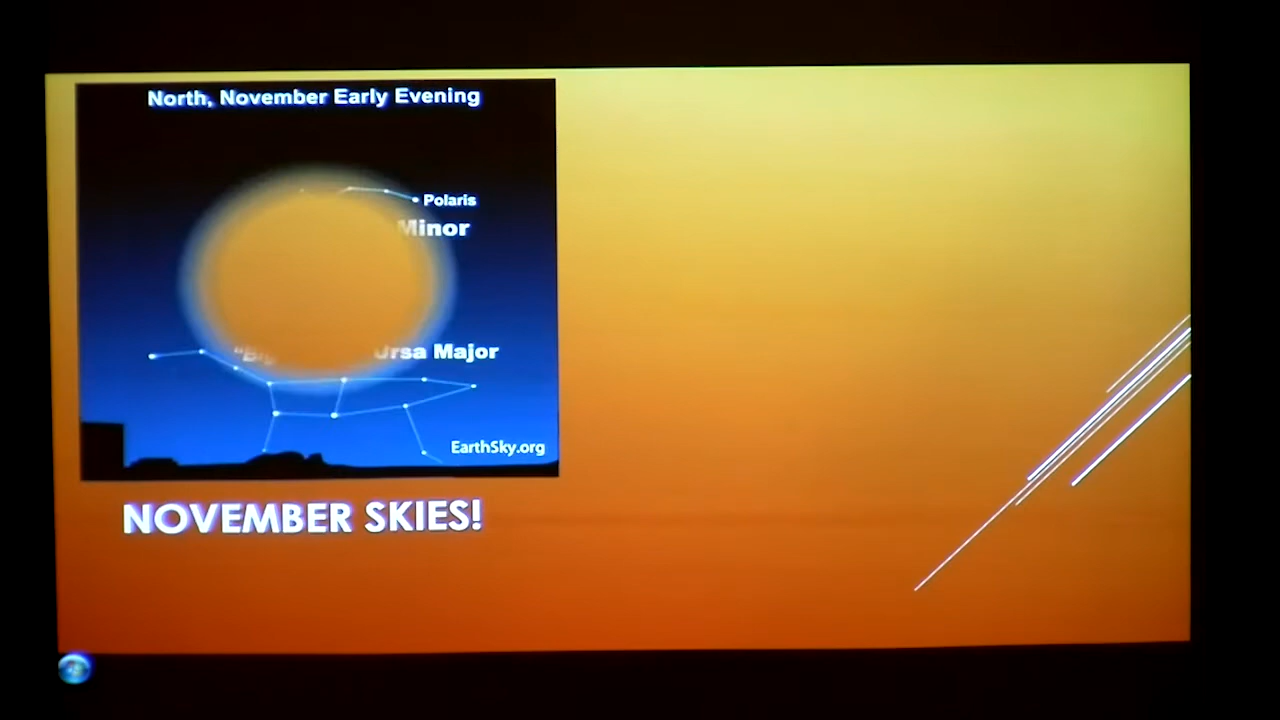 North, November Early Evening
Polaris
Minor
Ursa Major
EarthSky.org
NOVEMBER SKIES!